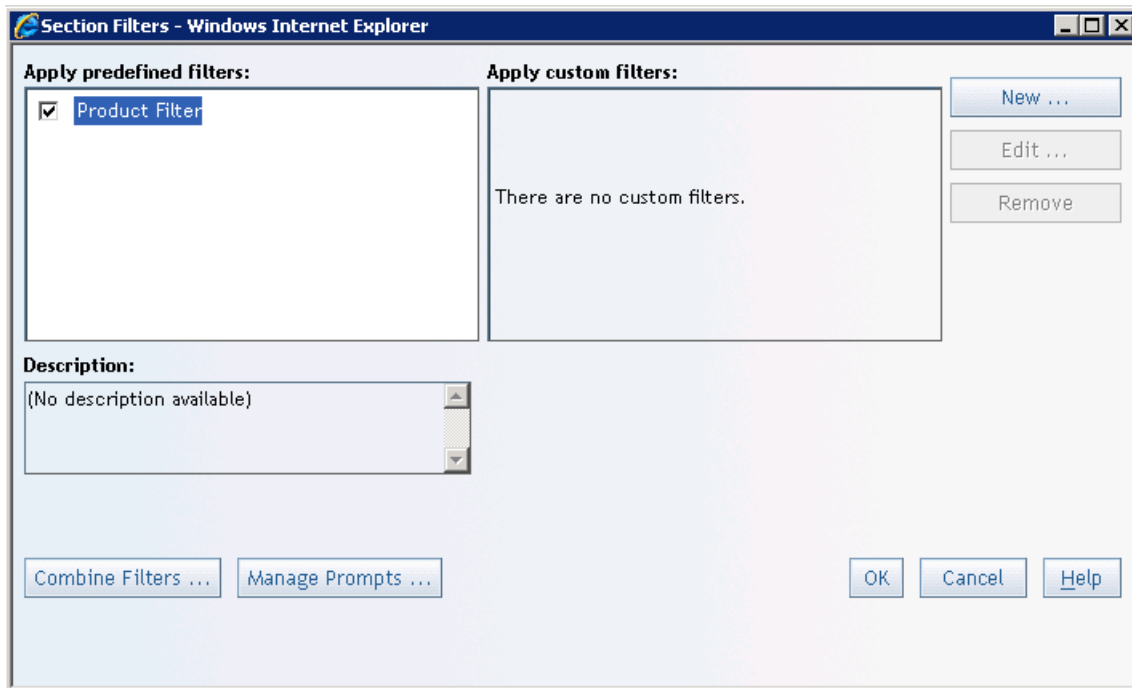 Section Filters - Windows Internet Explorer
Apply predefined filters:
Apply custom filters:
Product Filter
There are no custom filters.
New ...
Edit ...
Remove
Description:
(No description available)
Combine Filters ...
Manage Prompts ...
OK
Cancel
Help